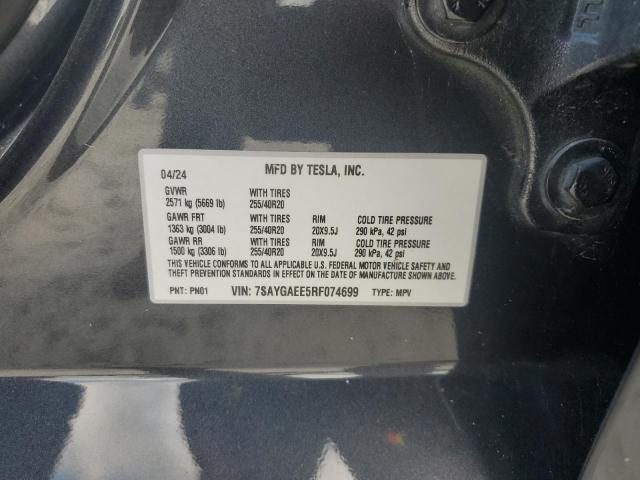 04/24 MFD BY TESLA, INC.
GVWR WITH TIRES
2571 kg (5669 lb) 255/40R20
GAWR FRT WITH TIRES RIM COLD TIRE PRESSURE
1363 kg (3004 lb) 255/40R20 20X9.5J 290 kPa, 42 psi
GAWR RR WITH TIRES RIM COLD TIRE PRESSURE
1500 kg (3306 lb) 255/40R20 20X9.5J 290 kPa, 42 psi
THIS VEHICLE CONFORMS TO ALL APPLICABLE FEDERAL MOTOR VEHICLE SAFETY AND
THEFT PREVENTION STANDARDS IN EFFECT ON THE DATE OF MANUFACTURE SHOWN ABOVE.
PNT: PN01 VIN: 7SAYGAEE5RF074699 TYPE: MPV